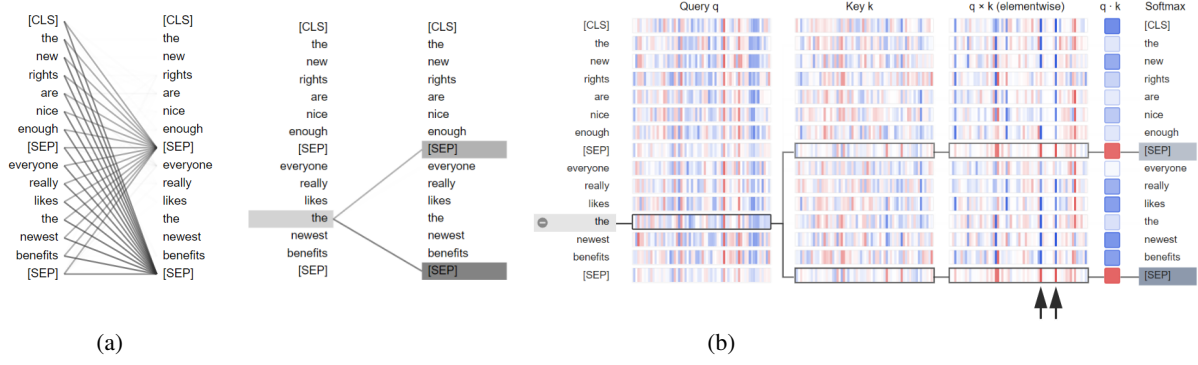 [CLS] [CLS]
the the
new new
rights rights
are are
nice nice
enough enough
[SEP] [SEP]
everyone everyone
really really
likes likes
the the
newest newest
benefits benefits
[SEP] [SEP]
(a)
[CLS] [CLS]
the the
new new
rights rights
are are
nice nice
enough enough
[SEP] [SEP]
everyone everyone
really really
likes likes
the the
newest newest
benefits benefits
[SEP] [SEP]
Query q Key k q × k (elementwise) q · k Softmax
[CLS] [CLS]
the the
new new
rights rights
are are
nice nice
enough enough
[SEP] [SEP]
everyone everyone
really really
likes likes
the the
newest newest
benefits benefits
[SEP] [SEP]
(b)